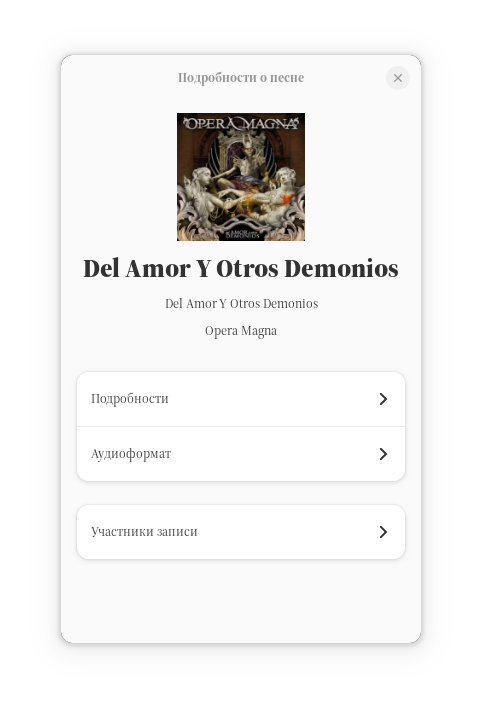 Подробности о песне
OPERA MAGNA
DEL AMOR Y OTROS
DEMONIOS
Del Amor Y Otros Demonios
Del Amor Y Otros Demonios
Opera Magna
Подробности
Аудиоформат
Участники записи